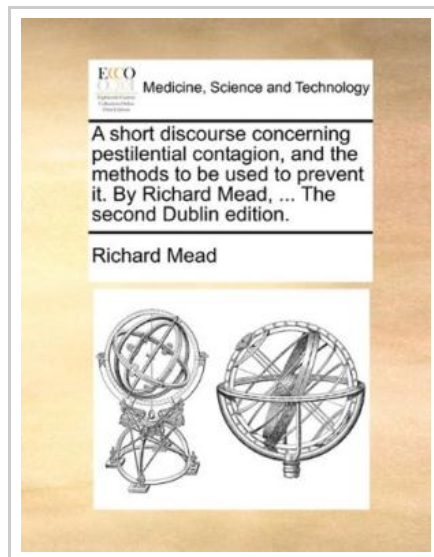 ECCO
Medicine, Science and Technology
A short discourse concerning
pestilential contagion, and the
methods to be used to prevent
it. By Richard Mead, ... The
second Dublin edition.
Richard Mead